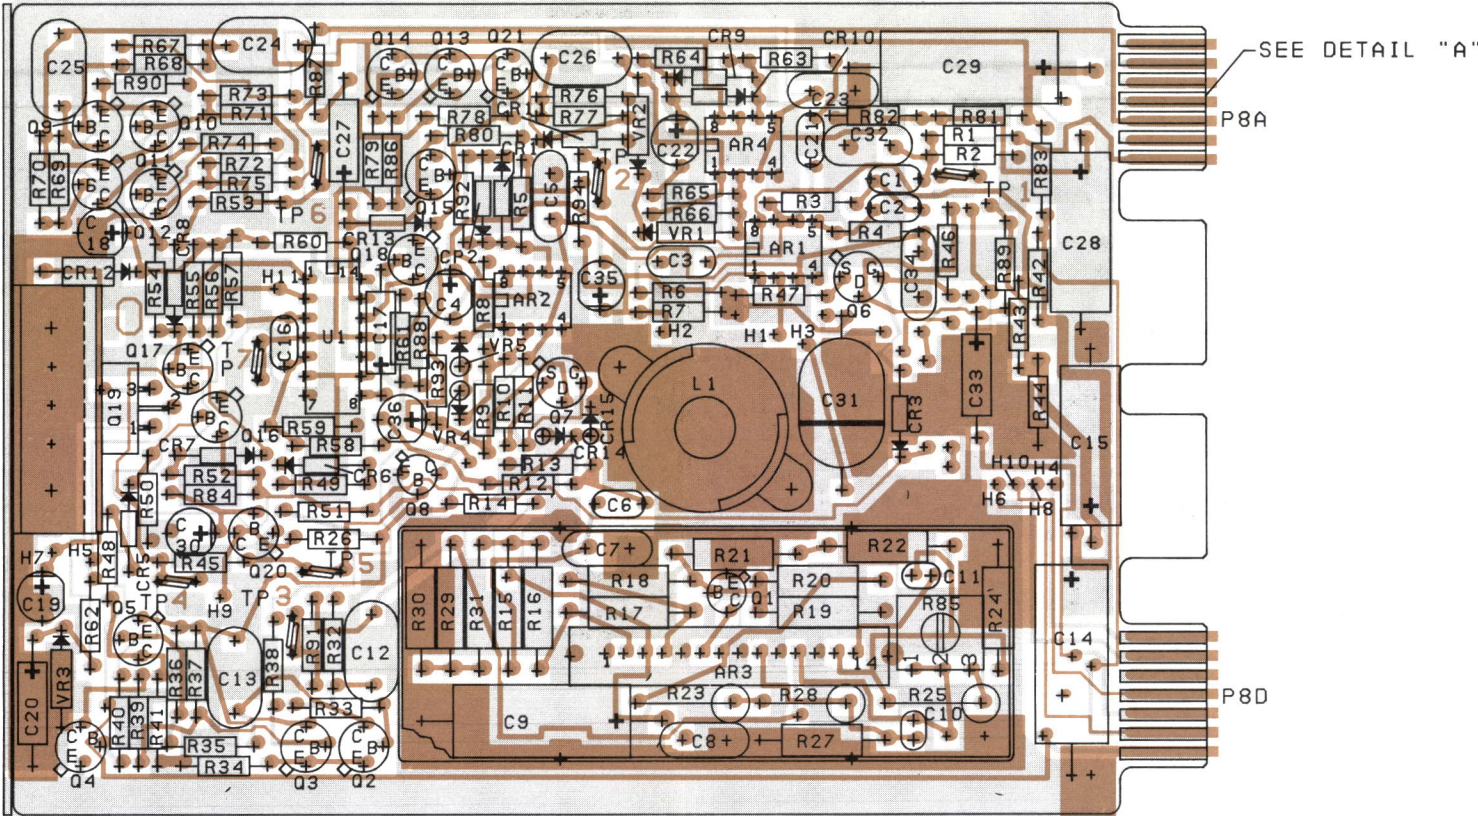 Q14 Q13 Q21 CR9 CR10
C25 R67 C24 R87 C26 R64 R63 C29 SEE DETAIL "A"
R68
R90
R73 CR11 R76 C23
R71 R78 R77 VR2 R82 R81 P8A
Q9 Q10 C27 R80 C22 AR4 C21 C32 R1
R74 R79 R86 R2
R70 R69 Q11 R72 TP 2 R83
R75 Q15 R92 R5 C5 R94 R65 C1 TP 1
R53 TP 6 R66 R3 C2
C18 Q12 CR8 R60 CR13 VR1 AR1 R4 R46 C28
Q18 CP2 C3 C34 R89 R42
CR12 R54 R55 R56 R57 H11 C35
U1 C17 C4 R8 AR2 R6 R47 Q6
R61 R88 R7 R43
C16 H2 H1 H3
Q17 TP 7 R93 VR5 L1 C33
Q19 R9 R10 R11 Q7 CR15 C31 CR3 R44
R59 C36 VR4
Q16 R58 CR14 C15
CR7 R52 R49 CR6 R13 H10 H4
R84 Q8 R12 H6 H8
R50 R51 R14 C6
C30 R26
H7 H5 R48 CR5 R45 Q20 TP 5 C7 R21 R22
C19 TP 4 H9 TP 3 R30 R29 R31 R15 R16 R18 Q1 R20 C11 R24
R62 Q5 R91 R32 R17 R19 R85
C12 C14
C20 VR3 R36 R37 C13 R38 1 AR3 14 1 2 3
R40 R39 R41 R33 R23 R28 R25 P8D
C9 C10
Q4 R35 C8 R27
R34 Q3 Q2